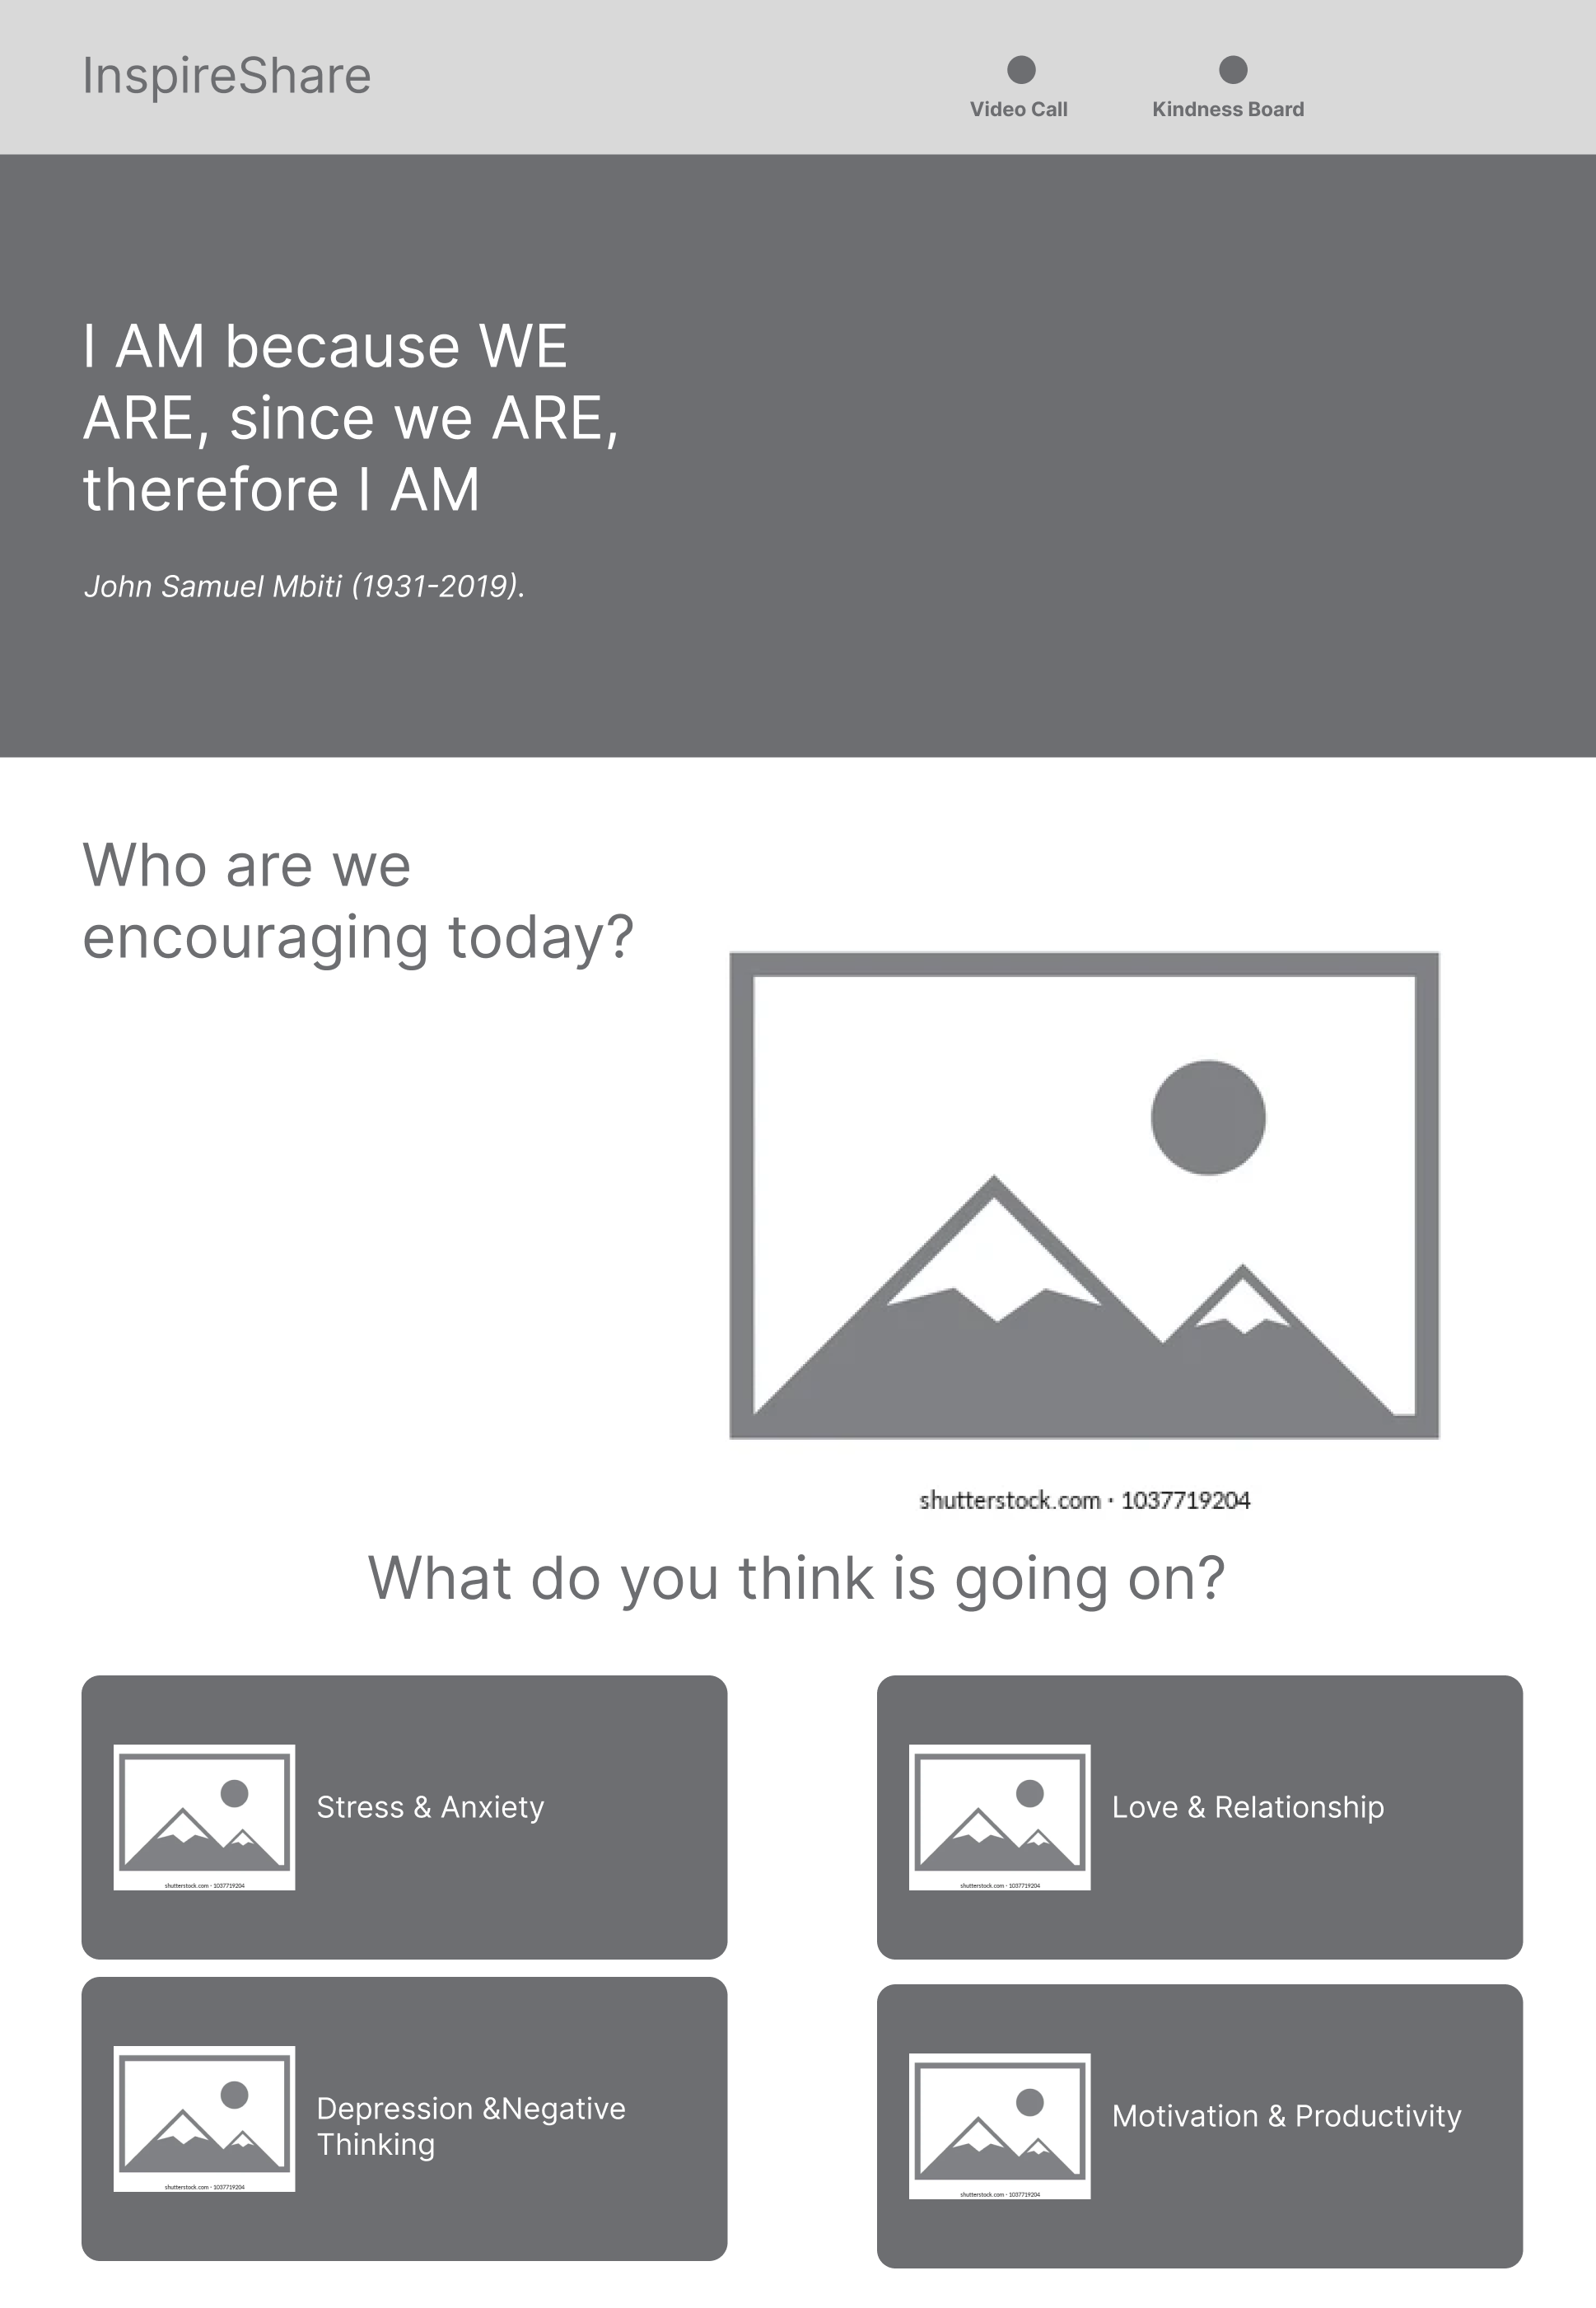 InspireShare
Video Call
Kindness Board
I AM because WE
ARE, since we ARE,
therefore I AM
John Samuel Mbiti (1931-2019).
Who are we
encouraging today?
shutterstock.com · 1037719204
What do you think is going on?
shutterstock.com · 1037719204
Stress & Anxiety
shutterstock.com · 1037719204
Love & Relationship
shutterstock.com · 1037719204
Depression &Negative
Thinking
shutterstock.com · 1037719204
Motivation & Productivity